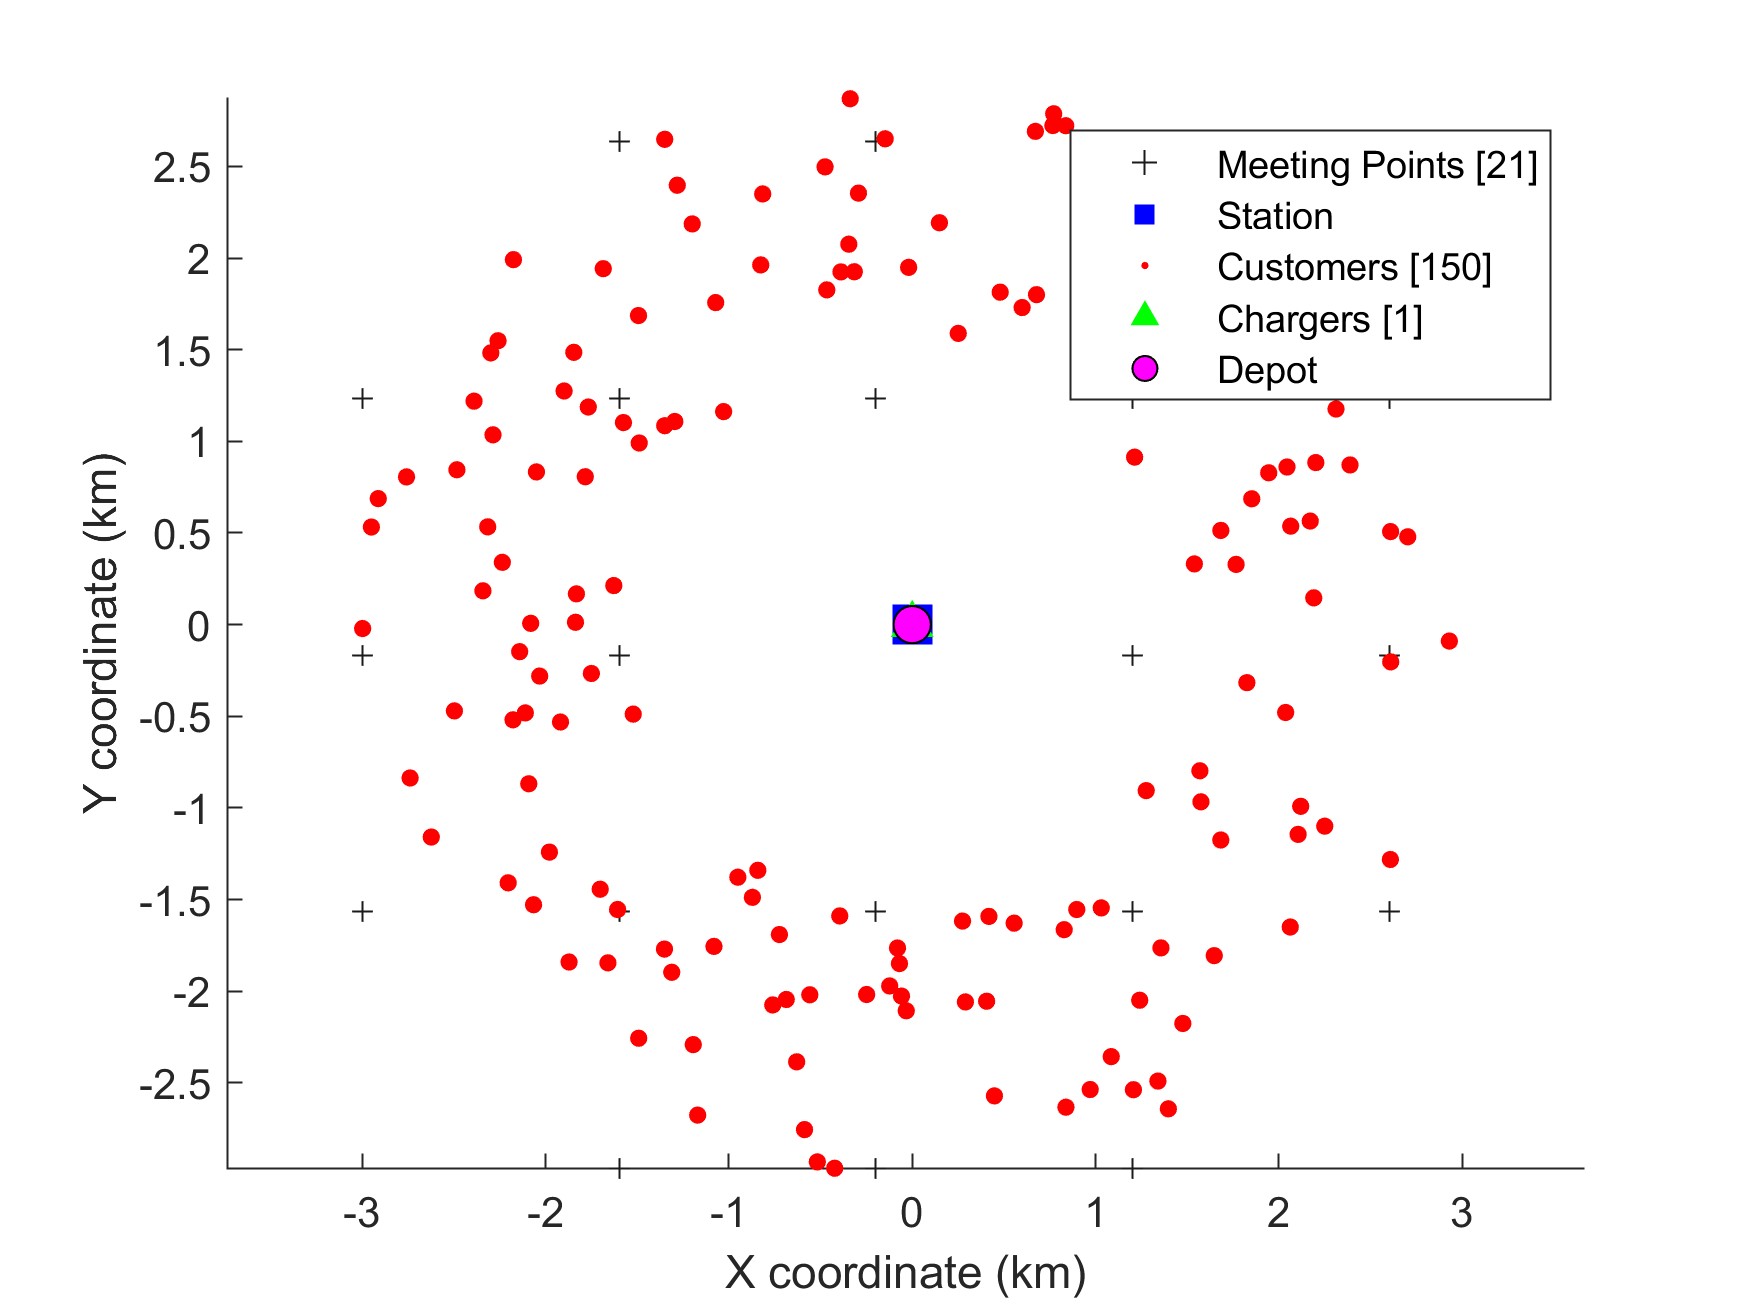 2.5
2
1.5
1
0.5
0
-0.5
-1
-1.5
-2
-2.5
Y coordinate (km)
Meeting Points [21]
Station
Customers [150]
Chargers [1]
Depot
-3 -2 -1 0 1 2 3
X coordinate (km)